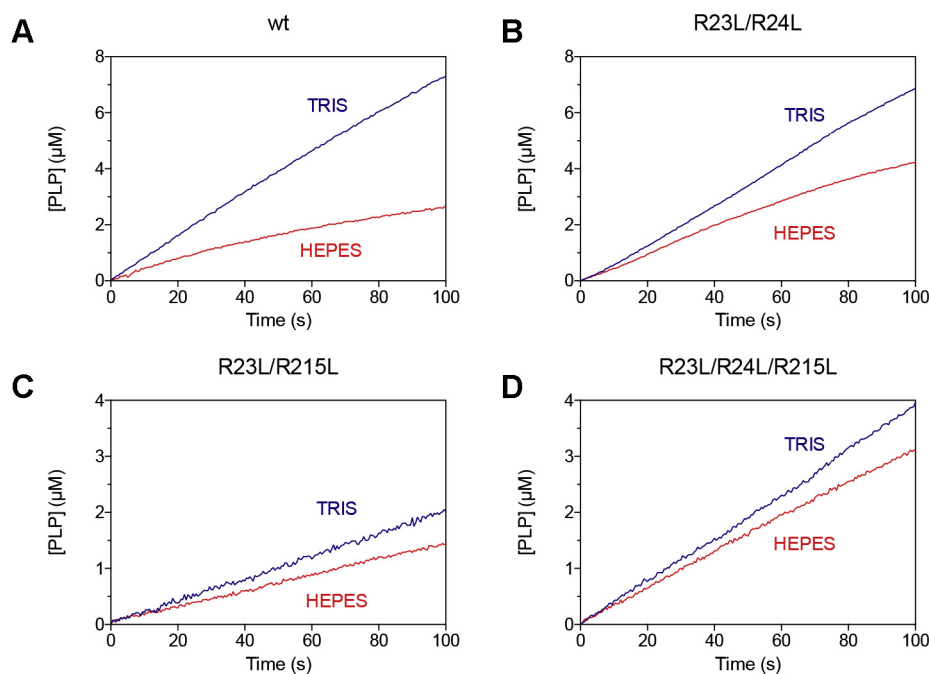 A
wt
8
6
4
2
0
[PLP] (µM)
TRIS
HEPES
0 20 40 60 80 100
Time (s)
B
R23L/R24L
8
6
4
2
0
[PLP] (µM)
TRIS
HEPES
0 20 40 60 80 100
Time (s)
C
R23L/R215L
4
3
2
1
0
[PLP] (µM)
TRIS
HEPES
0 20 40 60 80 100
Time (s)
D
R23L/R24L/R215L
4
3
2
1
0
[PLP] (µM)
TRIS
HEPES
0 20 40 60 80 100
Time (s)